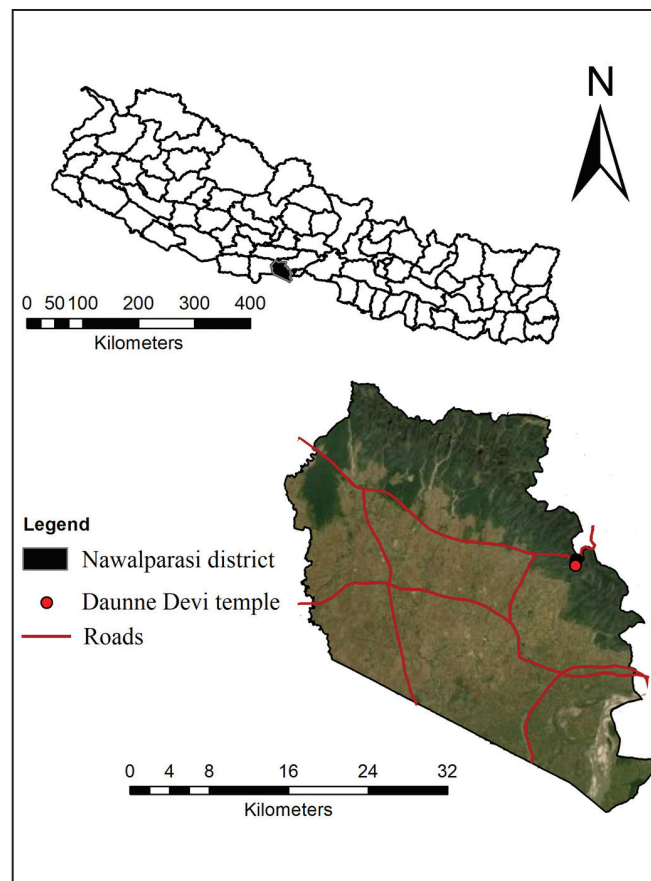 N
0 50 100 200 300 400
Kilometers
Legend
Nawalparasi district
Daunne Devi temple
Roads
0 2 4 8 16 24 32
Kilometers